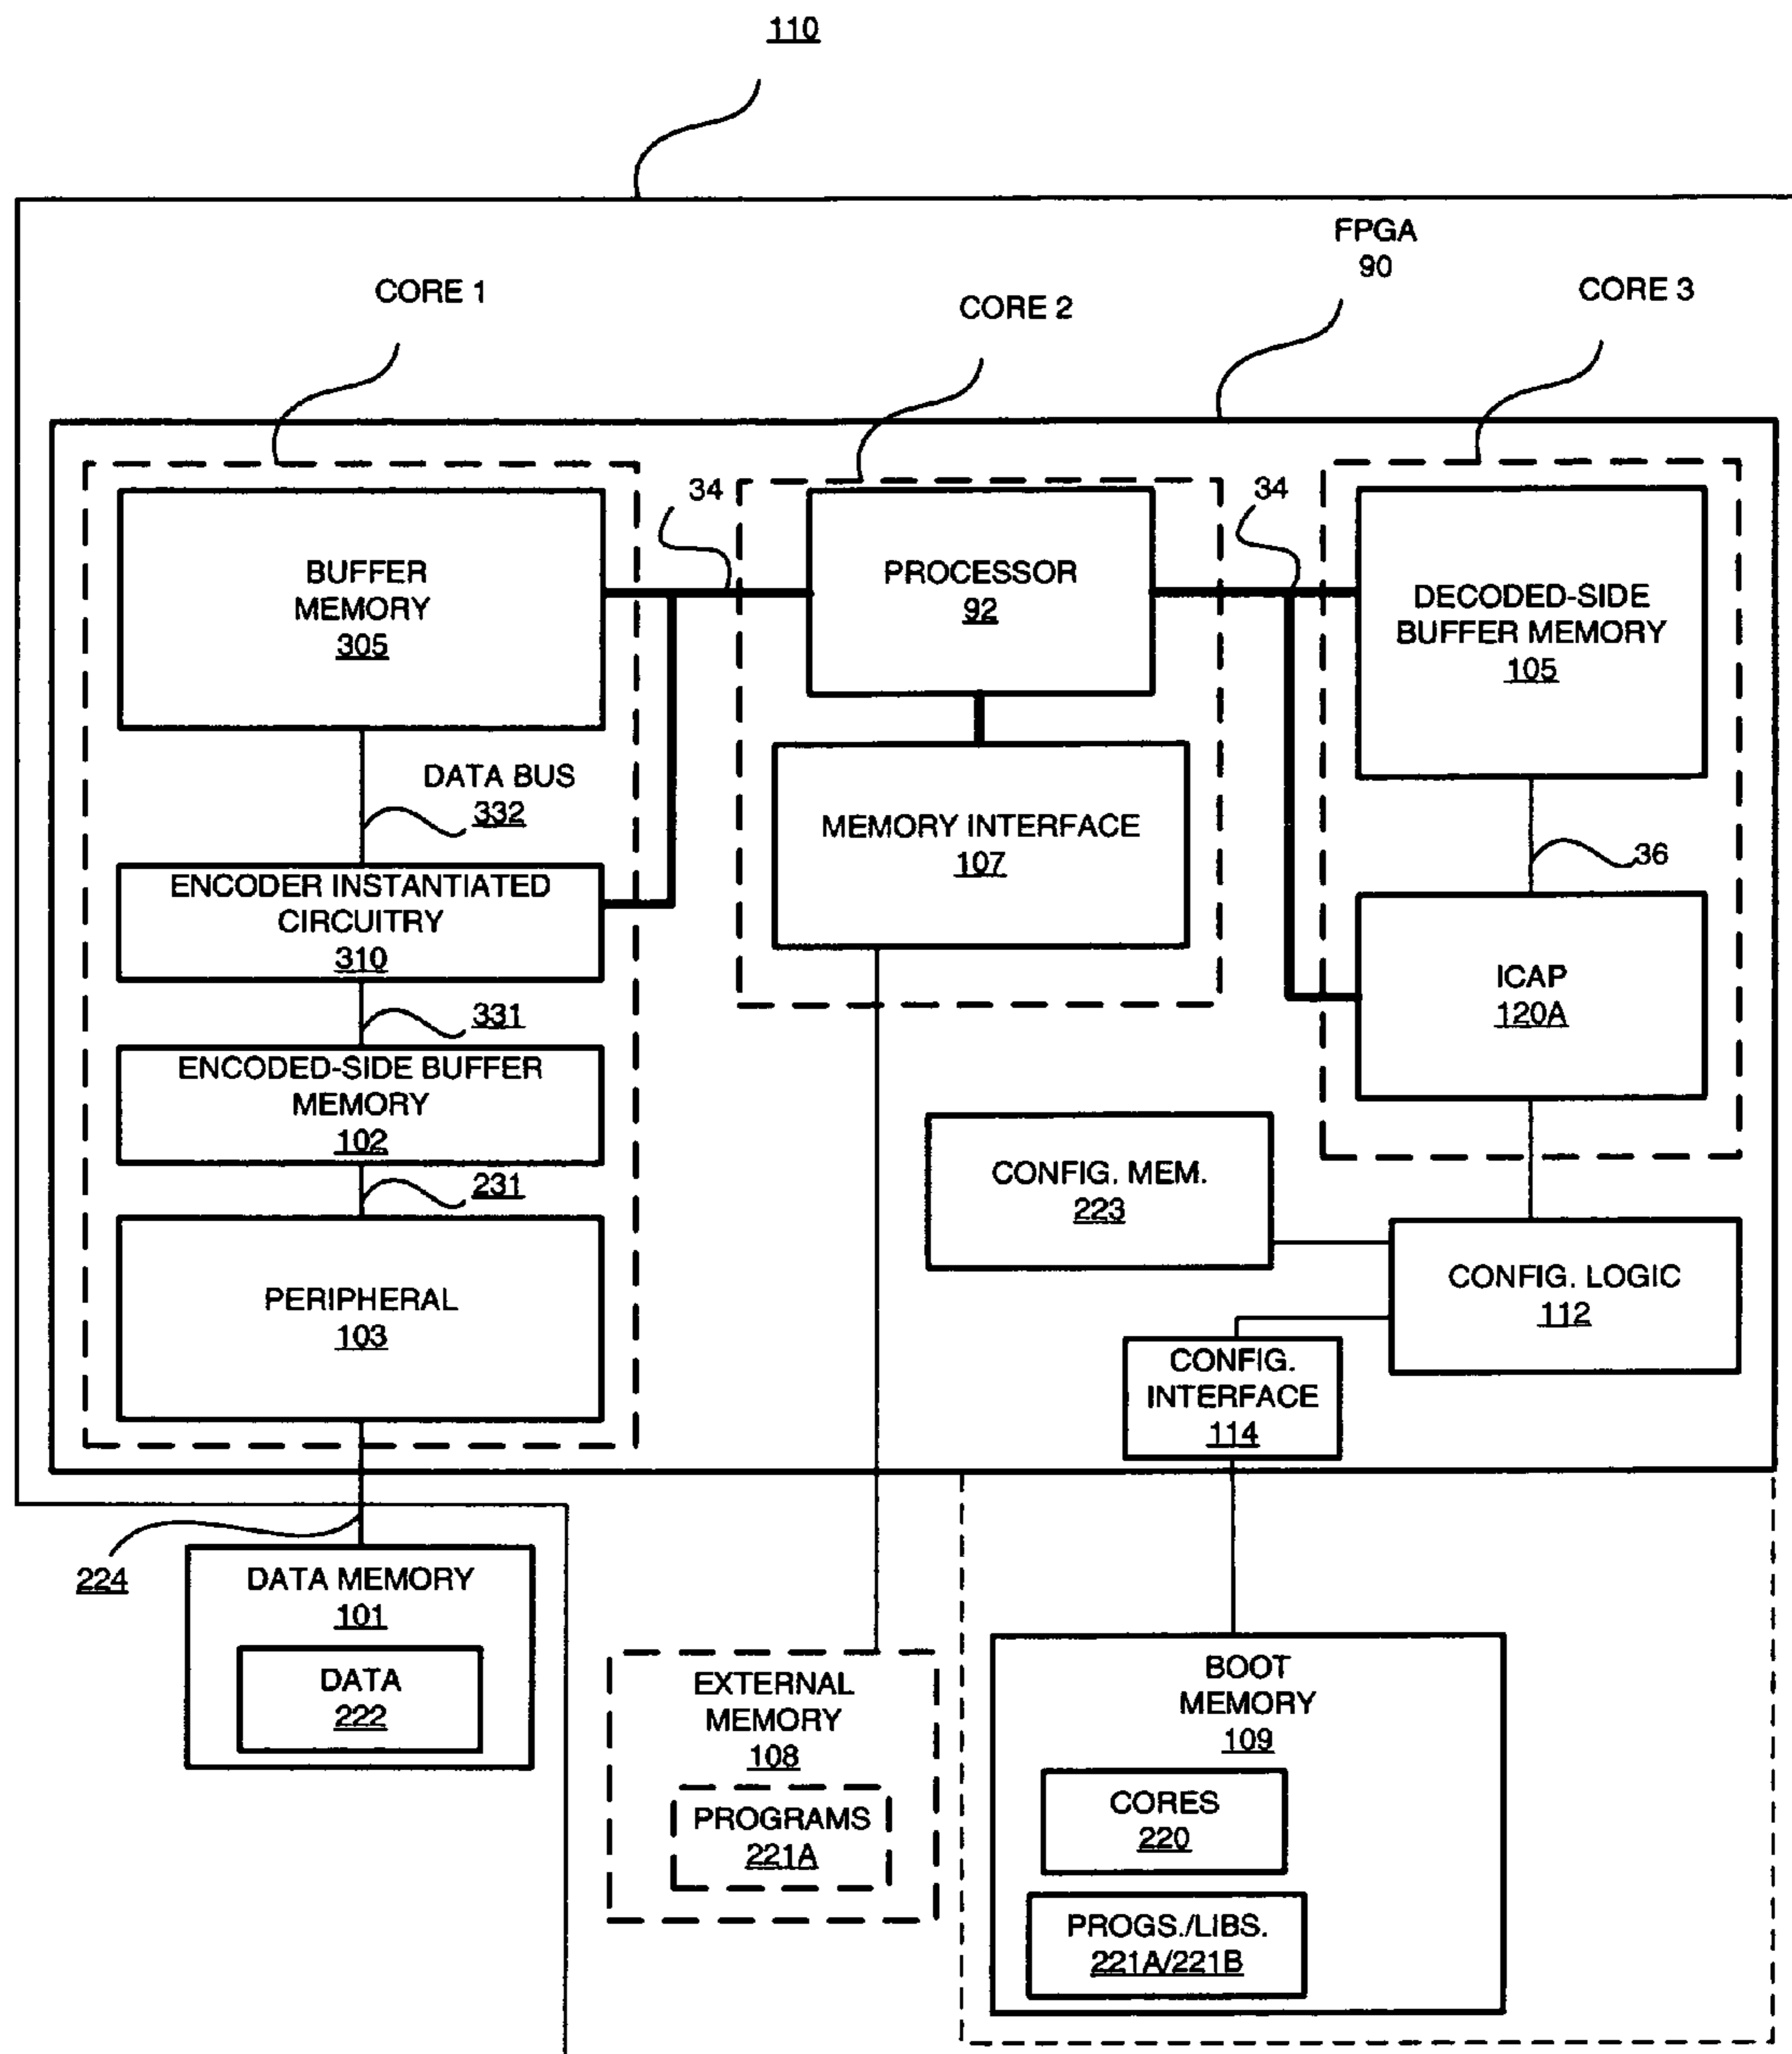 110
FPGA
90
CORE 1
CORE 2
CORE 3
34
34
BUFFER
MEMORY
305
PROCESSOR
92
DECODED-SIDE
BUFFER MEMORY
105
DATA BUS
332
MEMORY INTERFACE
107
36
ENCODER INSTANTIATED
CIRCUITRY
310
ICAP
120A
331
ENCODED-SIDE BUFFER
MEMORY
102
231
CONFIG. MEM.
223
PERIPHERAL
103
CONFIG. LOGIC
112
CONFIG.
INTERFACE
114
224
DATA MEMORY
101
DATA
222
EXTERNAL
MEMORY
108
PROGRAMS
221A
BOOT
MEMORY
109
CORES
220
PROGS./LIBS.
221A/221B